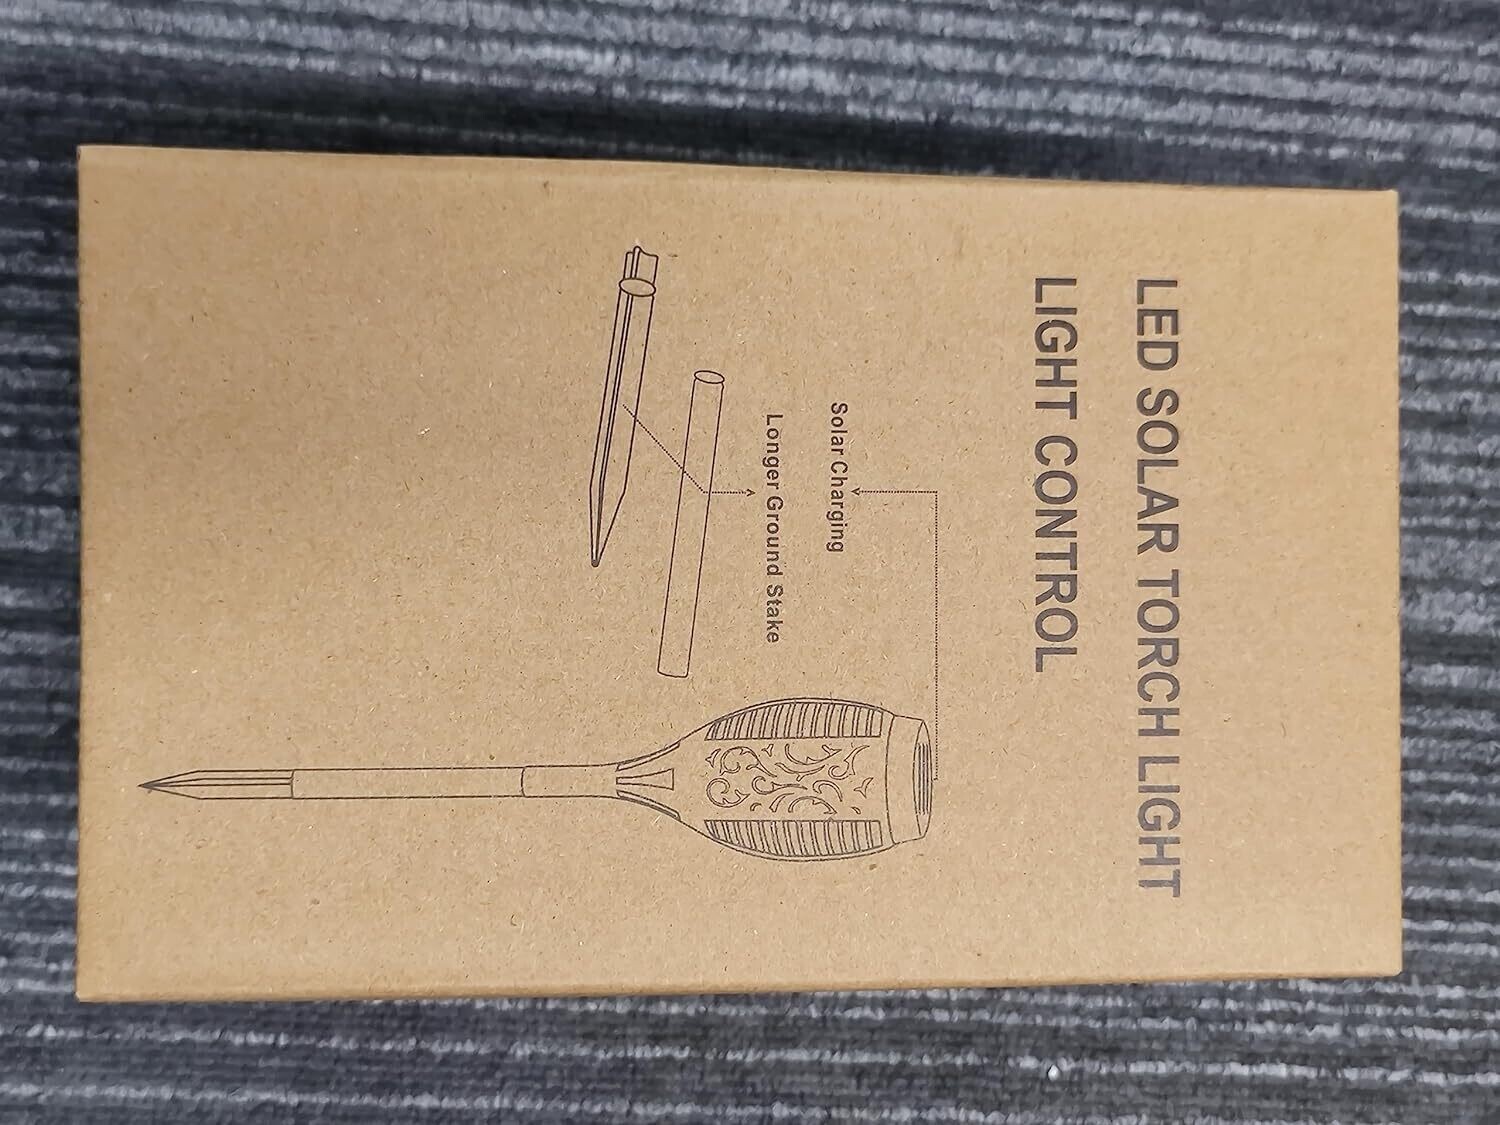 LED SOLAR TORCH LIGHT
LIGHT CONTROL
Solar Charging
Longer Ground Stake